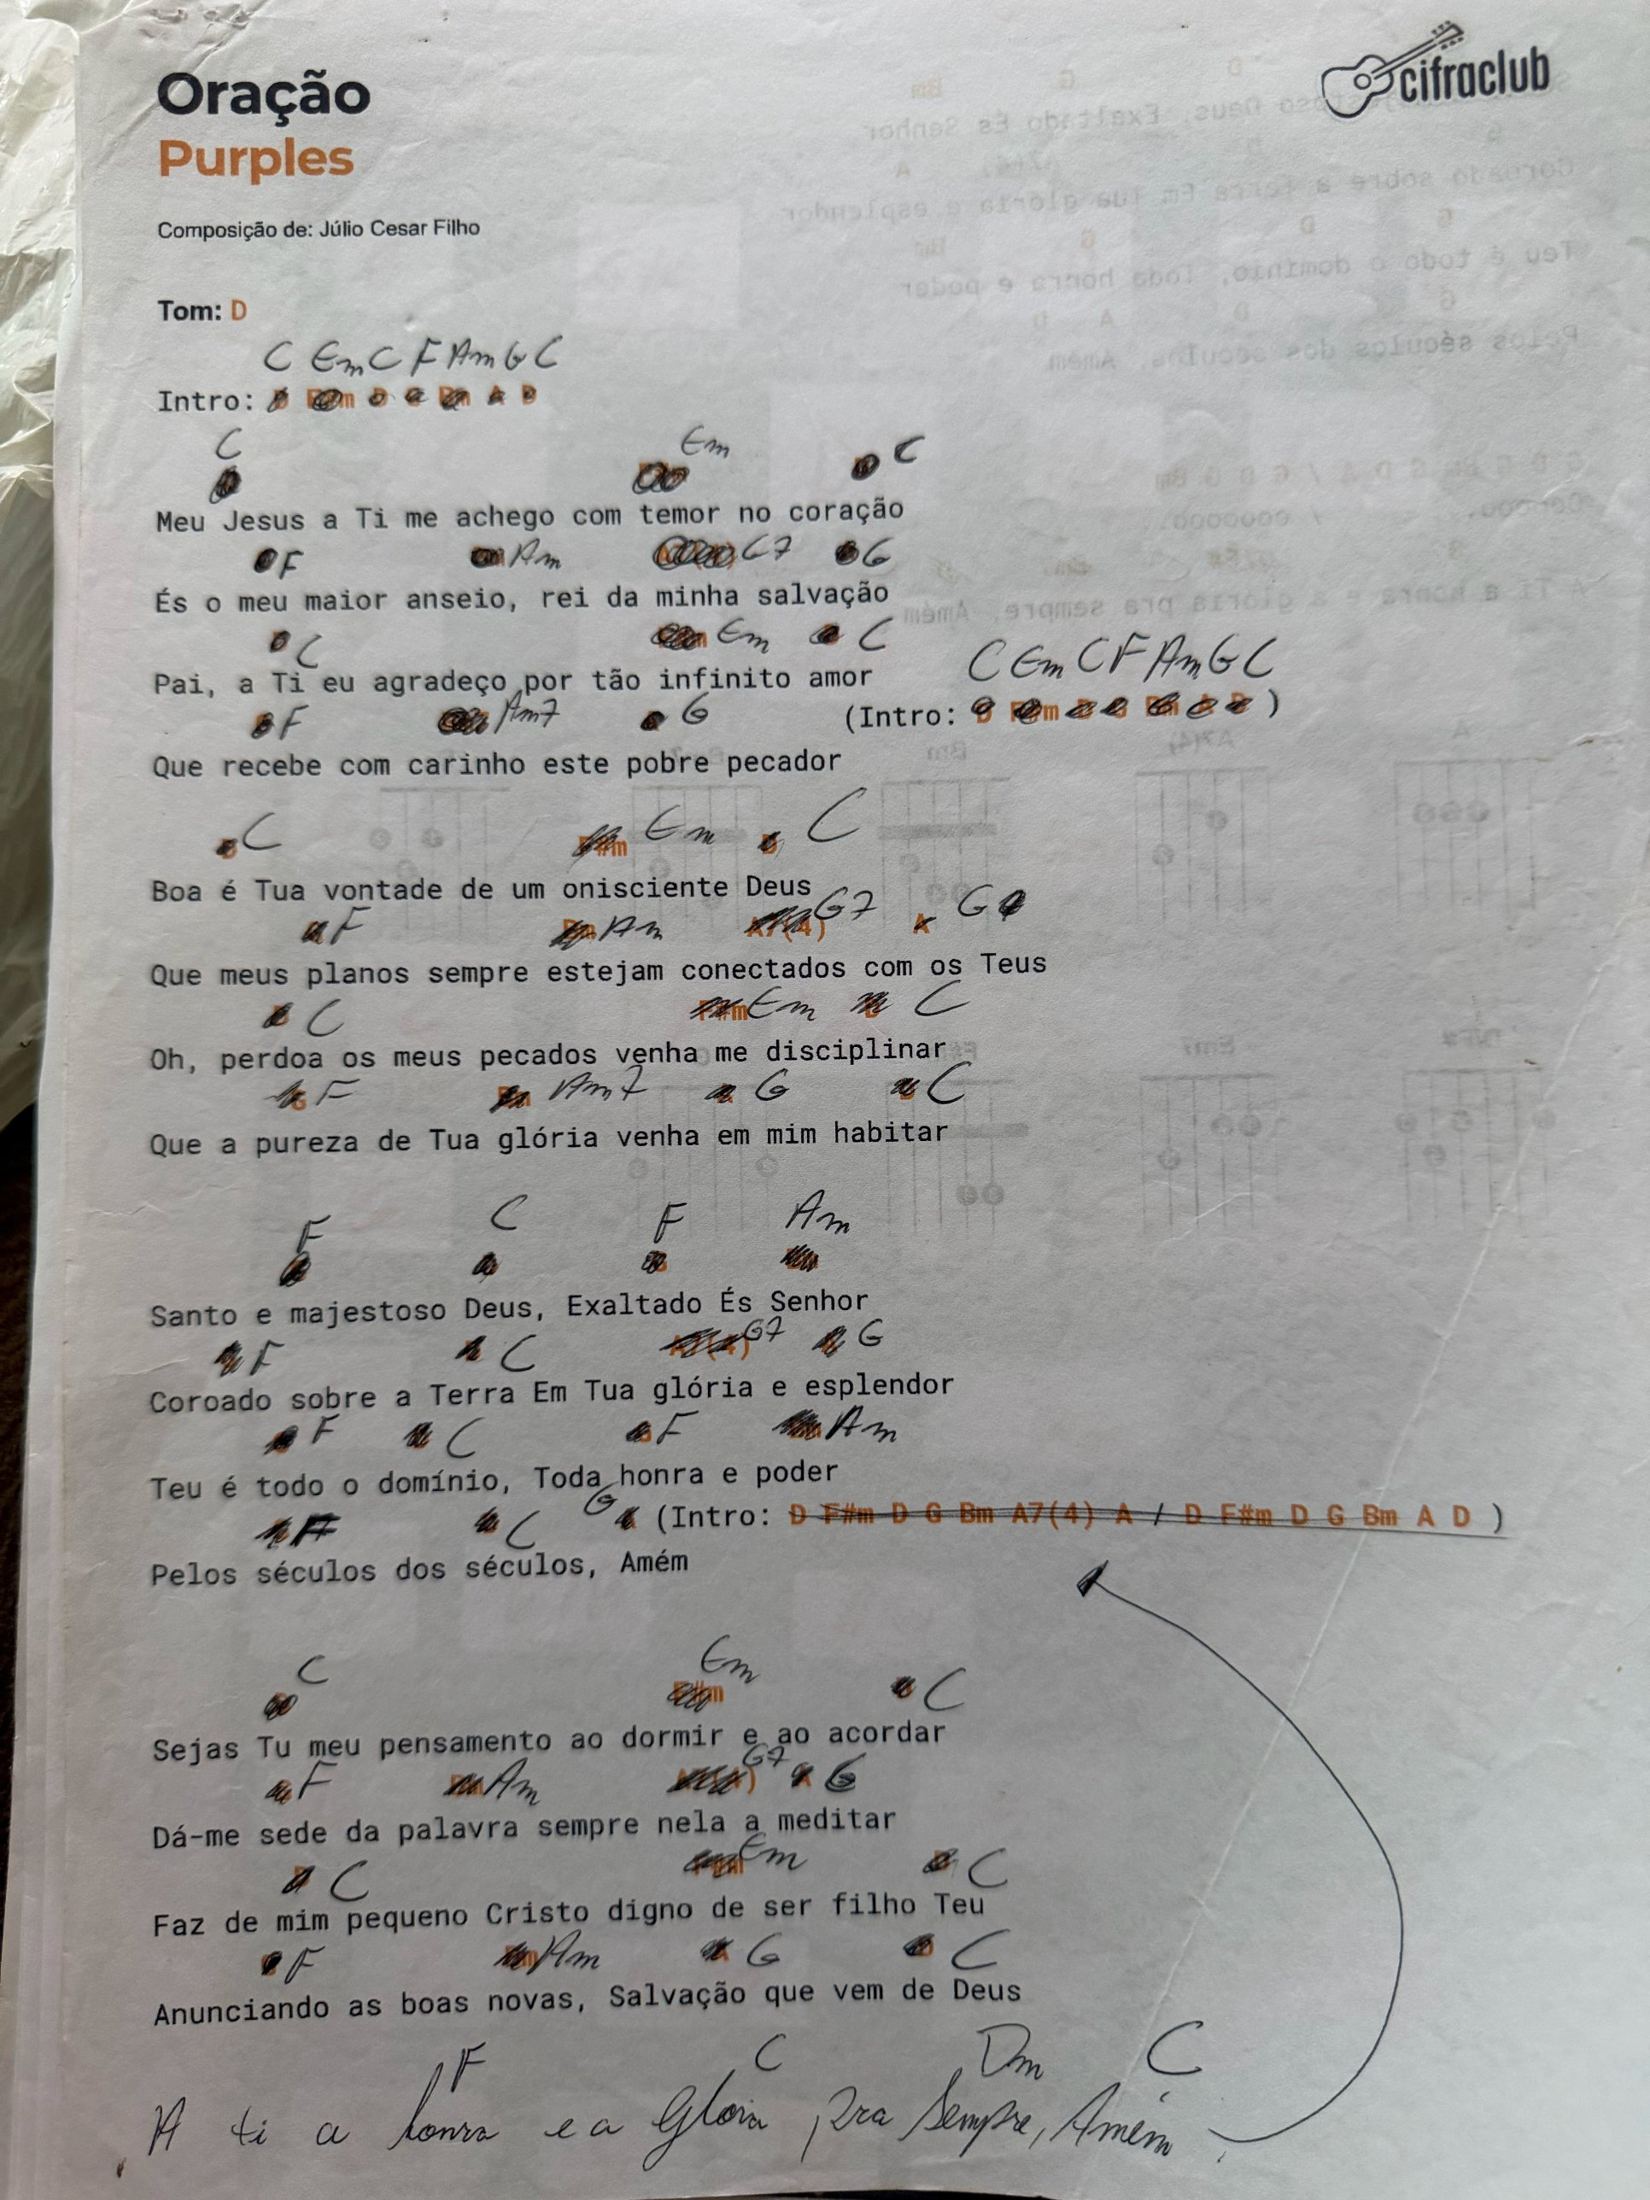 Oração
cifraclub
Purples
Composição de: Júlio Cesar Filho
Tom: D
C Em C F Am G C
Intro:
C Em C
Meu Jesus a Ti me achego com temor no coração
F Am G7 G
És o meu maior anseio, rei da minha salvação
C Em C
Pai, a Ti eu agradeço por tão infinito amor
C Em C F Am G C
F Am7 G (Intro: D F#m D G Bm A D )
Que recebe com carinho este pobre pecador
C F#m Em C
Boa é Tua vontade de um onisciente Deus
F Am A7(4) G7 A G
Que meus planos sempre estejam conectados com os Teus
C F#m Em C
Oh, perdoa os meus pecados venha me disciplinar
G F Am7 G C
Que a pureza de Tua glória venha em mim habitar
F C F Am
Santo e majestoso Deus, Exaltado És Senhor
F C G7 G
Coroado sobre a Terra Em Tua glória e esplendor
F C F Am
Teu é todo o domínio, Toda honra e poder
F C G (Intro: D F#m D G Bm A7(4) A / D F#m D G Bm A D )
Pelos séculos dos séculos, Amém
C Em C
Sejas Tu meu pensamento ao dormir e ao acordar
F Am G7 G
Dá-me sede da palavra sempre nela a meditar
C Em C
Faz de mim pequeno Cristo digno de ser filho Teu
F Am G C
Anunciando as boas novas, Salvação que vem de Deus
F C Dm C
A ti a honra e a Gloria pra Sempre, Amém